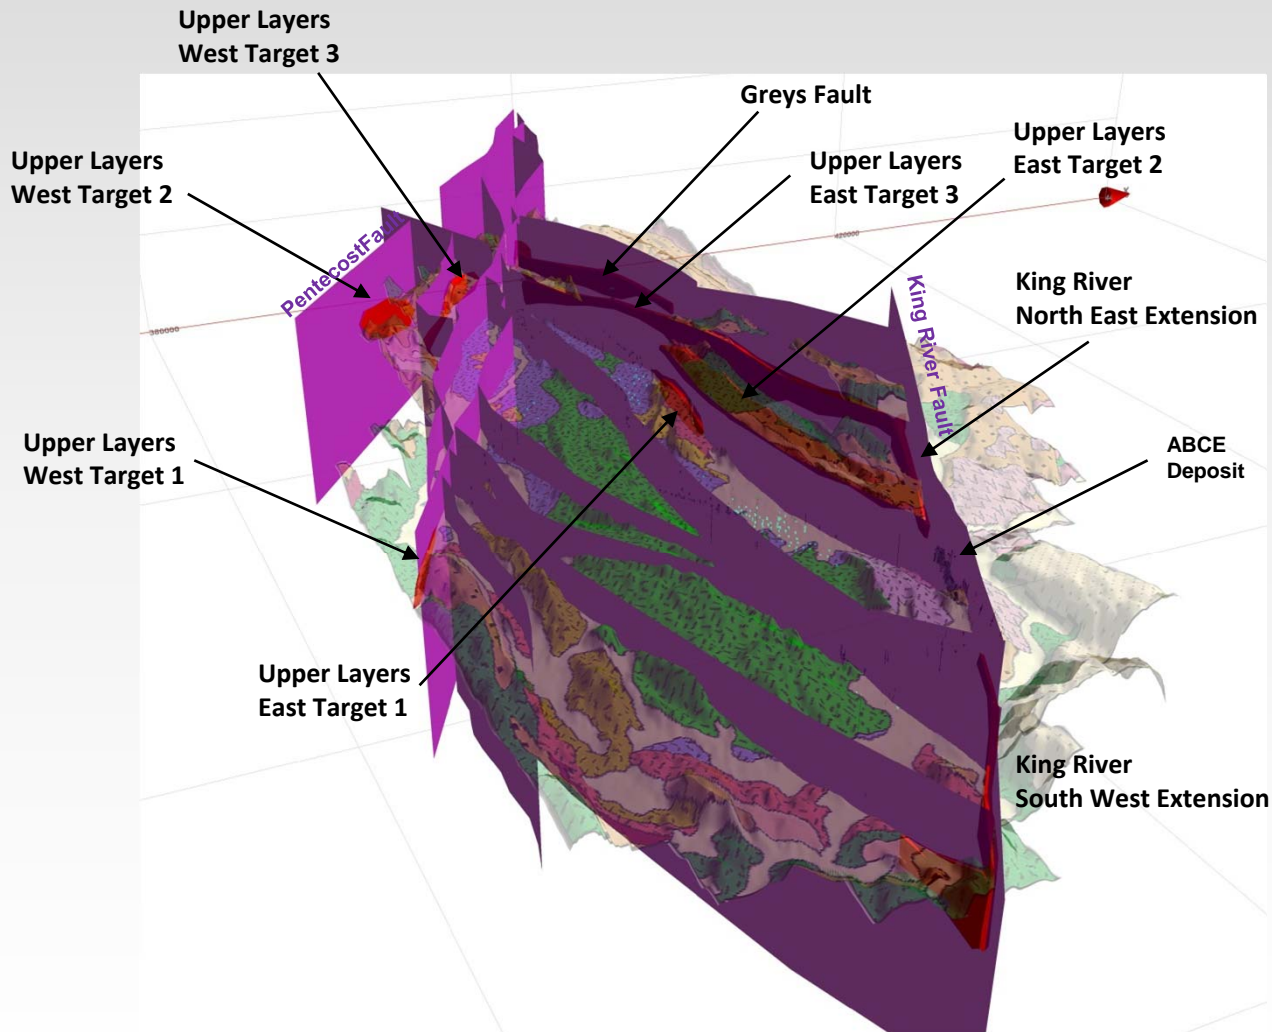 Upper Layers
West Target 3
Greys Fault
Upper Layers
East Target 2
Upper Layers
West Target 2
Upper Layers
East Target 3
PentecostFault
420000
380000
King River
North East Extension
King River Fault
Upper Layers
West Target 1
ABCE
Deposit
Upper Layers
East Target 1
King River
South West Extension